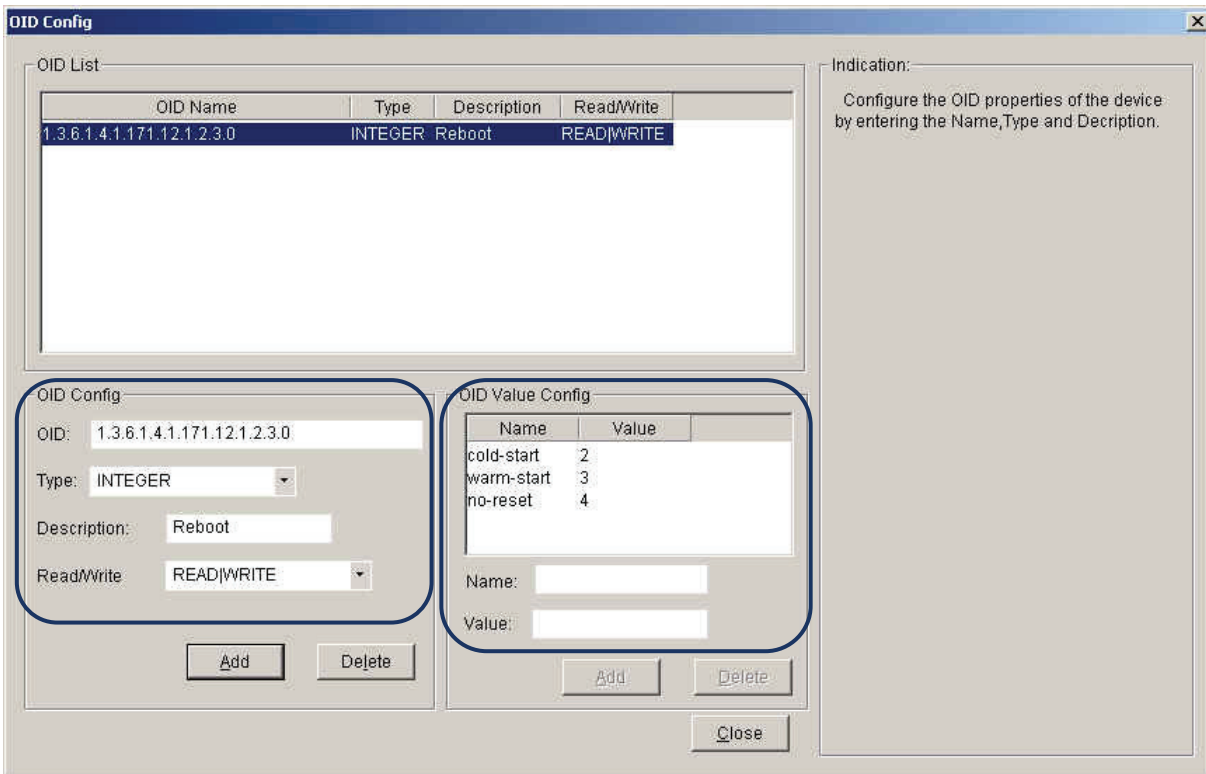 OID Config
OID List
OID Name Type Description Read/Write
1.3.6.1.4.1.171.12.1.2.3.0 INTEGER Reboot READ|WRITE
Indication:
Configure the OID properties of the device
by entering the Name,Type and Decription.
OID Config
OID: 1.3.6.1.4.1.171.12.1.2.3.0
Type: INTEGER
Description: Reboot
Read/Write READ|WRITE
Add Delete
OID Value Config
Name Value
cold-start 2
warm-start 3
no-reset 4
Name:
Value:
Add Delete
Close